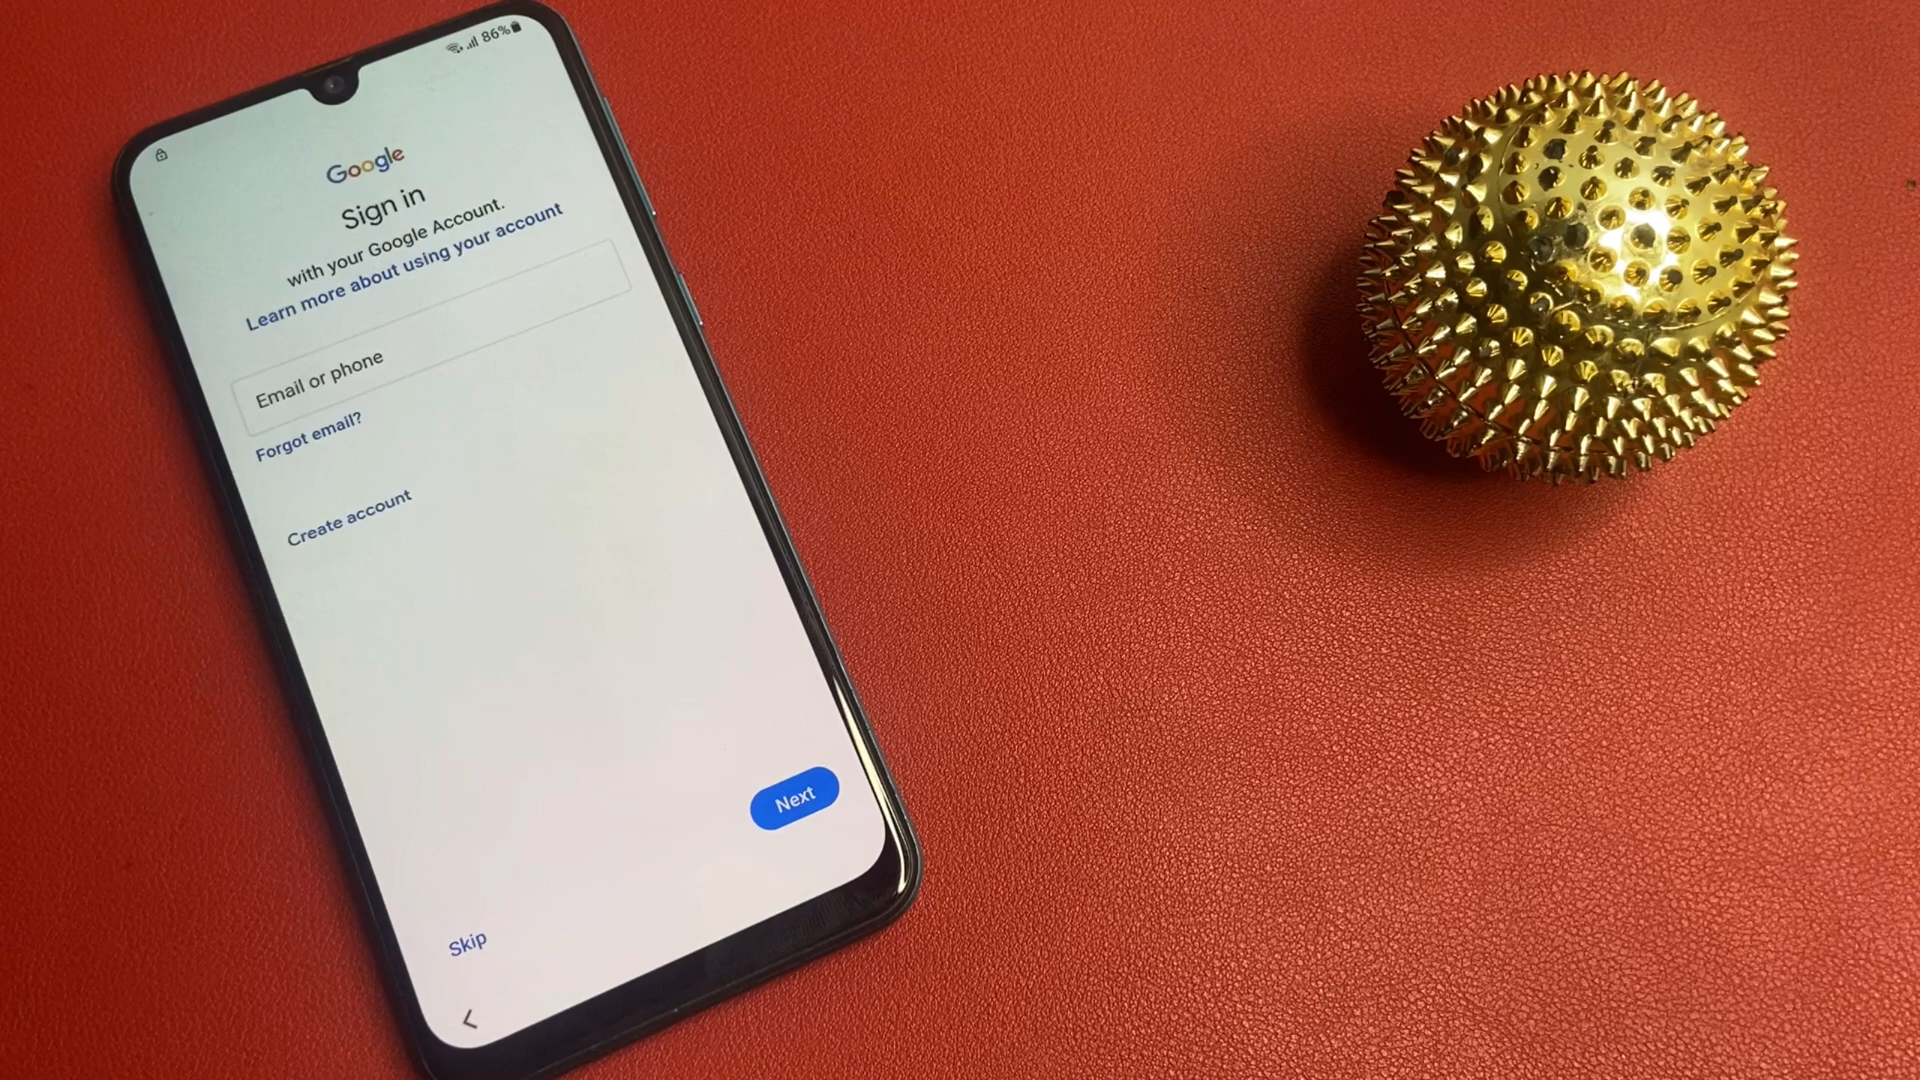 86%
Google
Sign in
with your Google Account.
Learn more about using your account
Email or phone
Forgot email?
Create account
Next
Skip